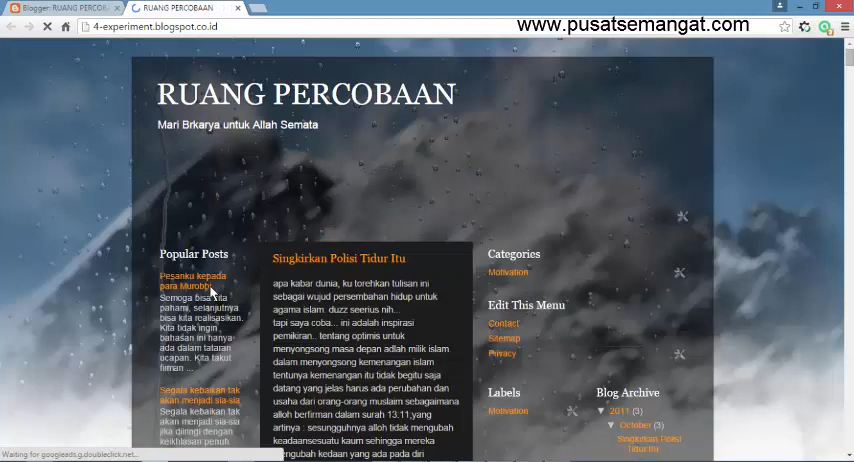 Blogger: RUANG PERCOB
RUANG PERCOBAAN
4-experiment.blogspot.co.id
www.pusatsemangat.com
RUANG PERCOBAAN
Mari Brkarya untuk Allah Semata
Popular Posts
Pesanku kepada
para Murobbi
Semoga bisa kita
pahami, selanjutnya
bisa kita realisasikan.
Kita tidak ingin
bahasan ini hanya
ada dalam tataran
ucapan. Kita takut
firman ...
Segala kebaikan tak
akan menjadi sia-sia
Segala kebaikan tak
jika diiringi dengan
keikhlasan penuh
Singkirkan Polisi Tidur Itu
apa kabar dunia, ku torehkan tulisan ini
sebagai wujud persembahan hidup untuk
agama islam. duzz seerius nih...
tapi saya coba... ini adalah inspirasi
pemikiran.. tentang optimis untuk
menyongsong masa depan adlah milik islam.
dalam menyongsong kemenangan islam
tentunya kemenangan itu tidak begitu saja
datang yang jelas harus ada perubahan dan
usaha dari orang-orang muslaim sebagaimana
alloh berfirman dalam surah 13:11;yang
artinya : sesungguhnya alloh tidak mengubah
keadaansesuatu kaum sehingga mereka
mengubah kedaan yang ada pada diri
Categories
Motivation
Edit This Menu
Contact
Sitemap
Privacy
Labels
Motivation
Blog Archive
▼ 2011 (3)
▼ October (3)
Singkirkan Polisi
Tidur Itu
Waiting for googleads.g.doubleclick.net...